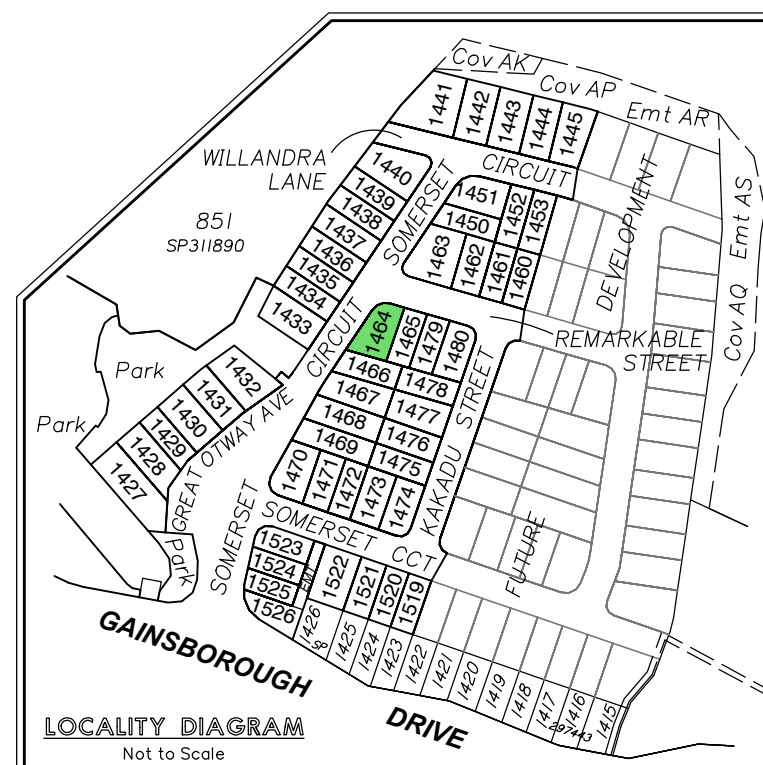 Cov AK
Cov AP
Emt AR
1441
1442
1443
1444
1445
WILLANDRA
LANE
CIRCUIT
1440
1439
1438
1437
1436
1435
1434
1433
SOMERSET
1451
1450
1452
1453
1463
1462
1461
1460
DEVELOPMENT
Emt AS
Cov AQ
851
SP311890
CIRCUIT
1464
1465
1479
1480
REMARKABLE
STREET
1466
1478
1467
1477
1468
1476
1469
1475
1470
1471
1472
1473
1474
KAKADU STREET
Park
Park
1432
1431
1430
1429
1428
1427
GREAT OTWAY AVE
Park
SOMERSET
SOMERSET CCT
FUTURE
1523
1524
1525
1526
EMT
1522
1521
1520
1519
1426
SP
1425
1424
1423
1422
1421
1420
1419
1418
1417
1416
1415
297443
GAINSBOROUGH
DRIVE
LOCALITY DIAGRAM
Not to Scale